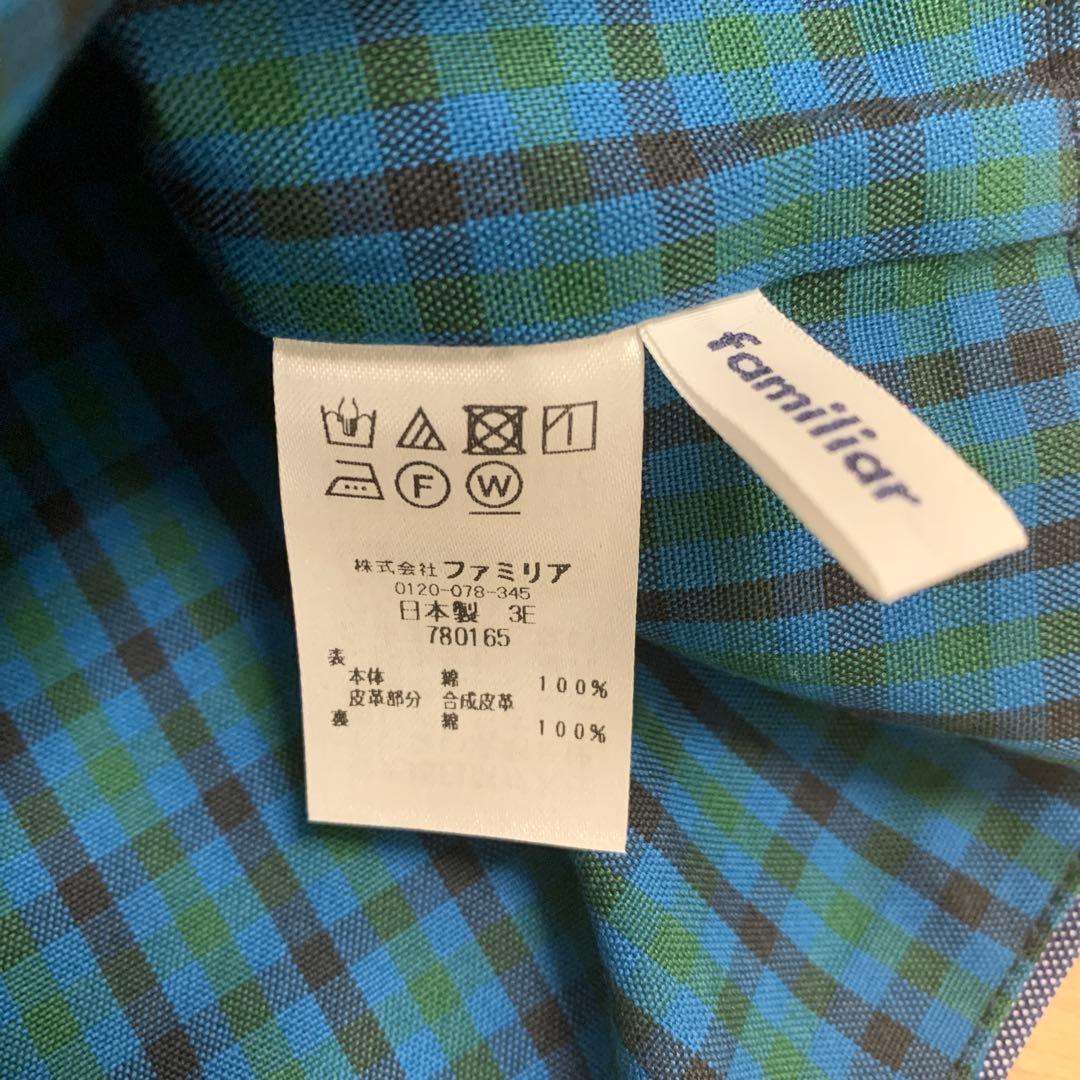 familiar
F W
株式会社ファミリア
0120-078-345
日本製 3E
780165
表
本体 綿 100%
皮革部分 合成皮革
裏 綿 100%